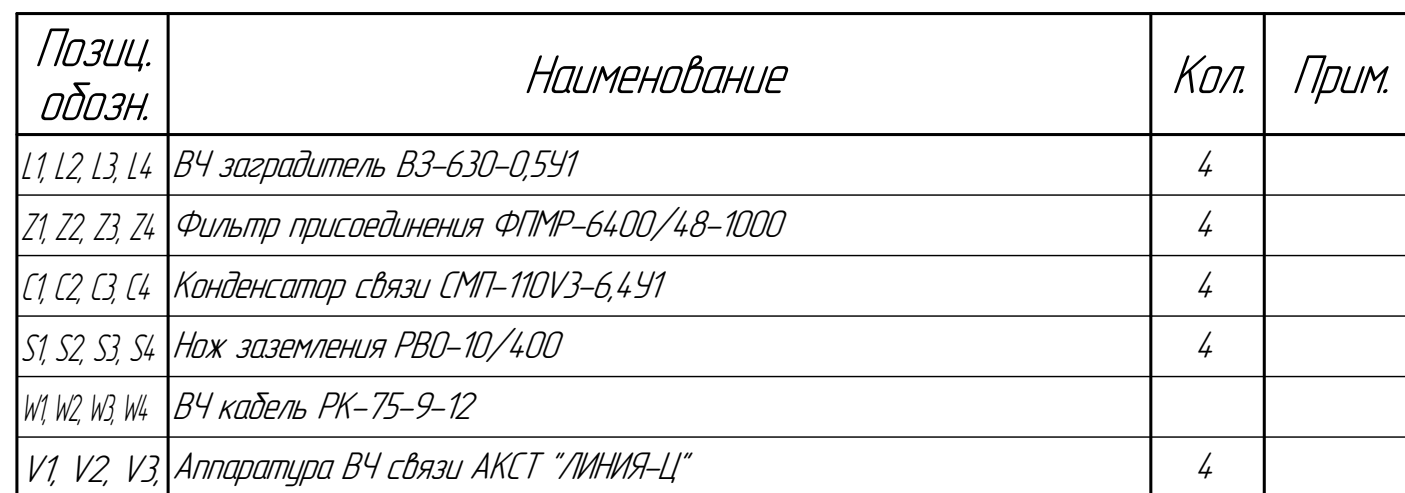 Позиц. обозн. Наименование Кол. Прим.
L1, L2, L3, L4 ВЧ заградитель ВЗ-630-0,5У1 4
Z1, Z2, Z3, Z4 Фильтр присоединения ФПМР-6400/48-1000 4
C1, C2, C3, C4 Конденсатор связи СМП-110V3-6,4У1 4
S1, S2, S3, S4 Нож заземления РВО-10/400 4
W1, W2, W3, W4 ВЧ кабель РК-75-9-12
V1, V2, V3, Аппаратура ВЧ связи АКСТ "ЛИНИЯ-Ц" 4